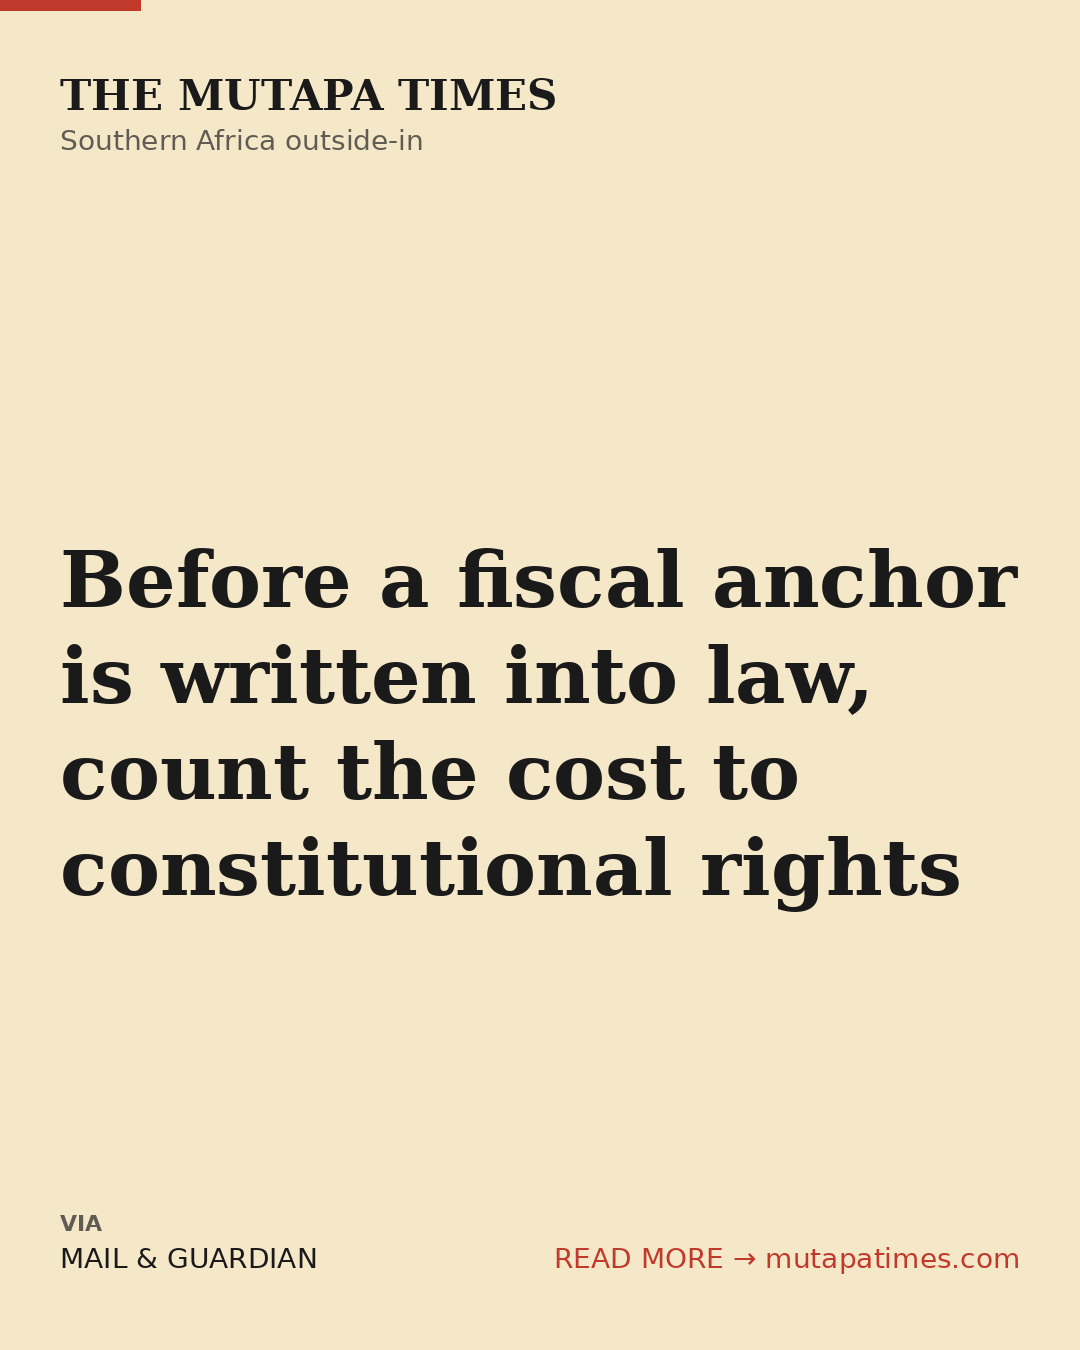 THE MUTAPA TIMES
Southern Africa outside-in
Before a fiscal anchor
is written into law,
count the cost to
constitutional rights
VIA
MAIL & GUARDIAN
READ MORE → mutapatimes.com